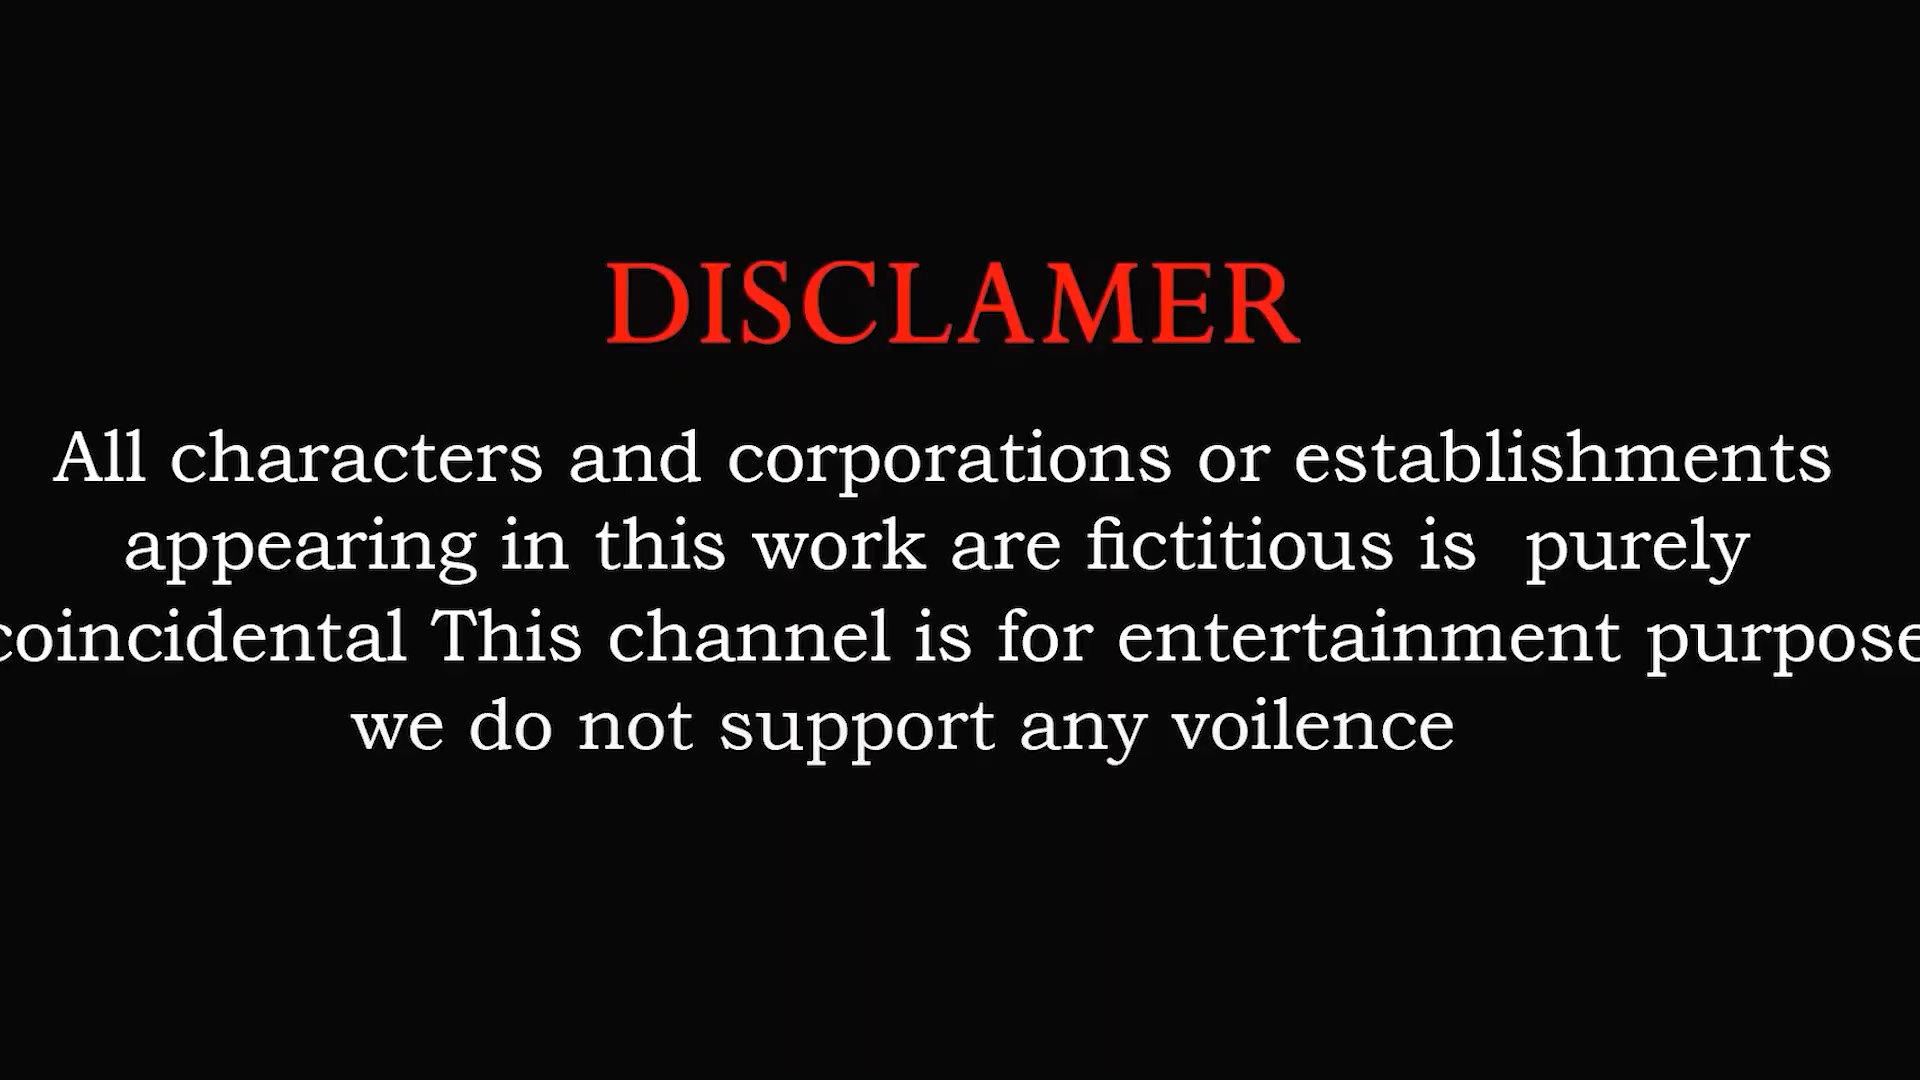 DISCLAMER
All characters and corporations or establishments
appearing in this work are fictitious is purely
coincidental This channel is for entertainment purpose
we do not support any voilence